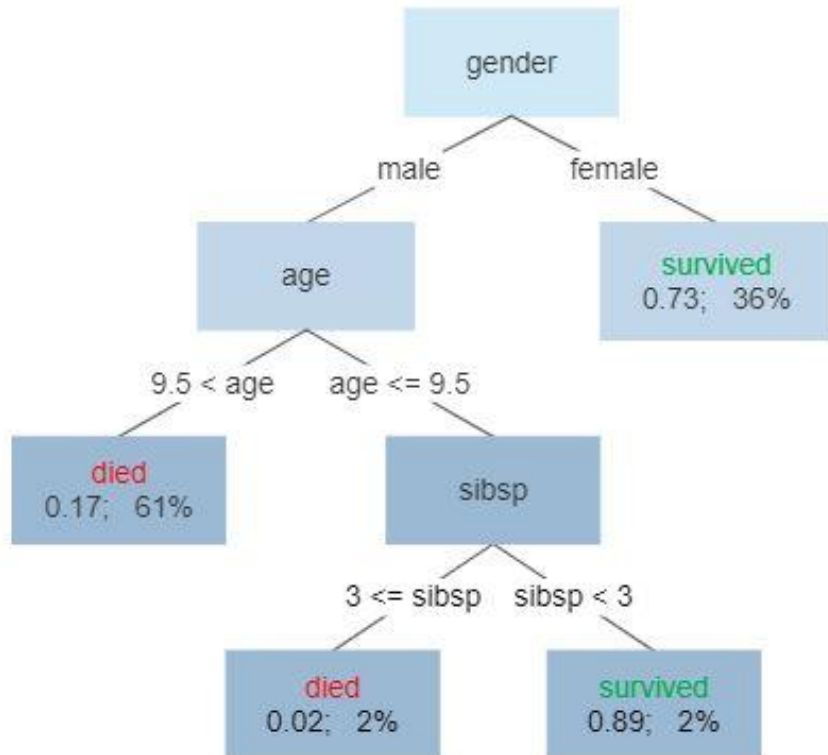 gender
male female
age
survived
0.73; 36%
9.5 < age age <= 9.5
died
0.17; 61%
sibsp
3 <= sibsp sibsp < 3
died
0.02; 2%
survived
0.89; 2%